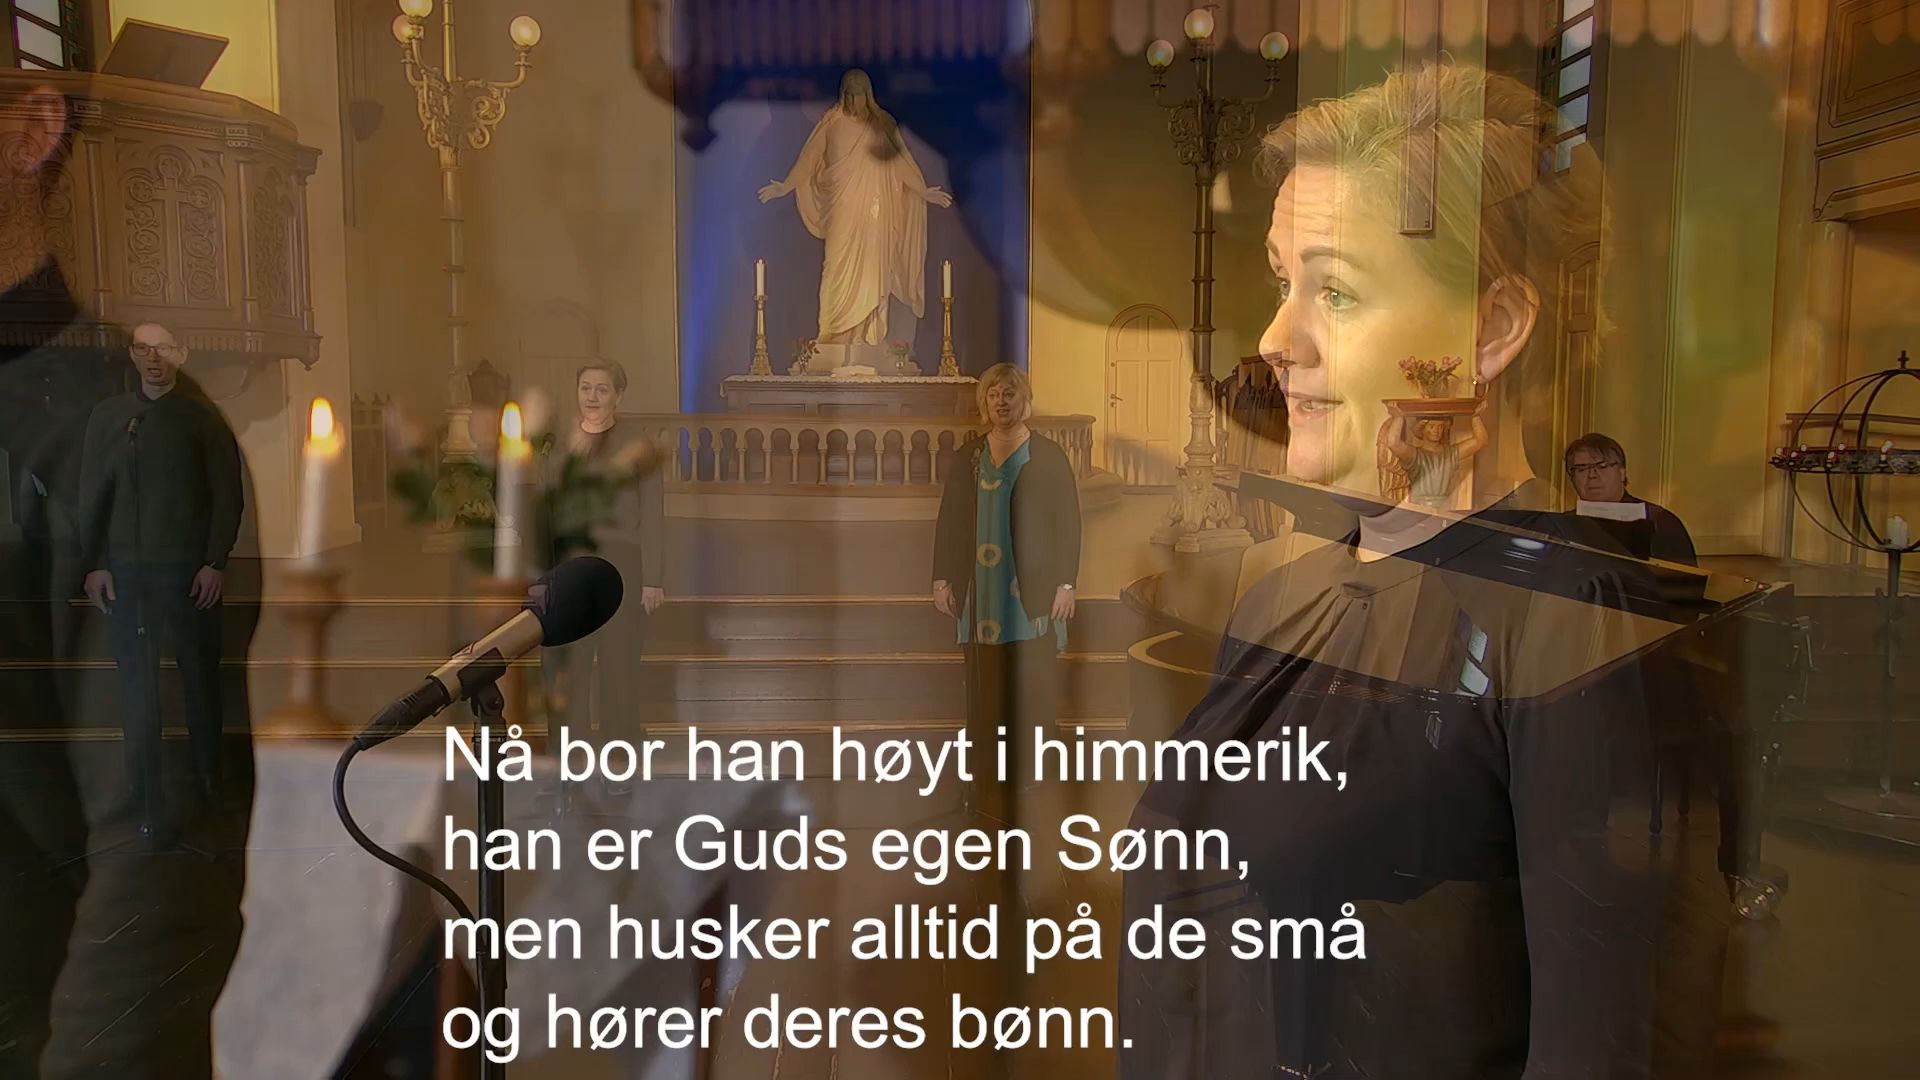 Nå bor han høyt i himmerik,
han er Guds egen Sønn,
men husker alltid på de små
og hører deres bønn.